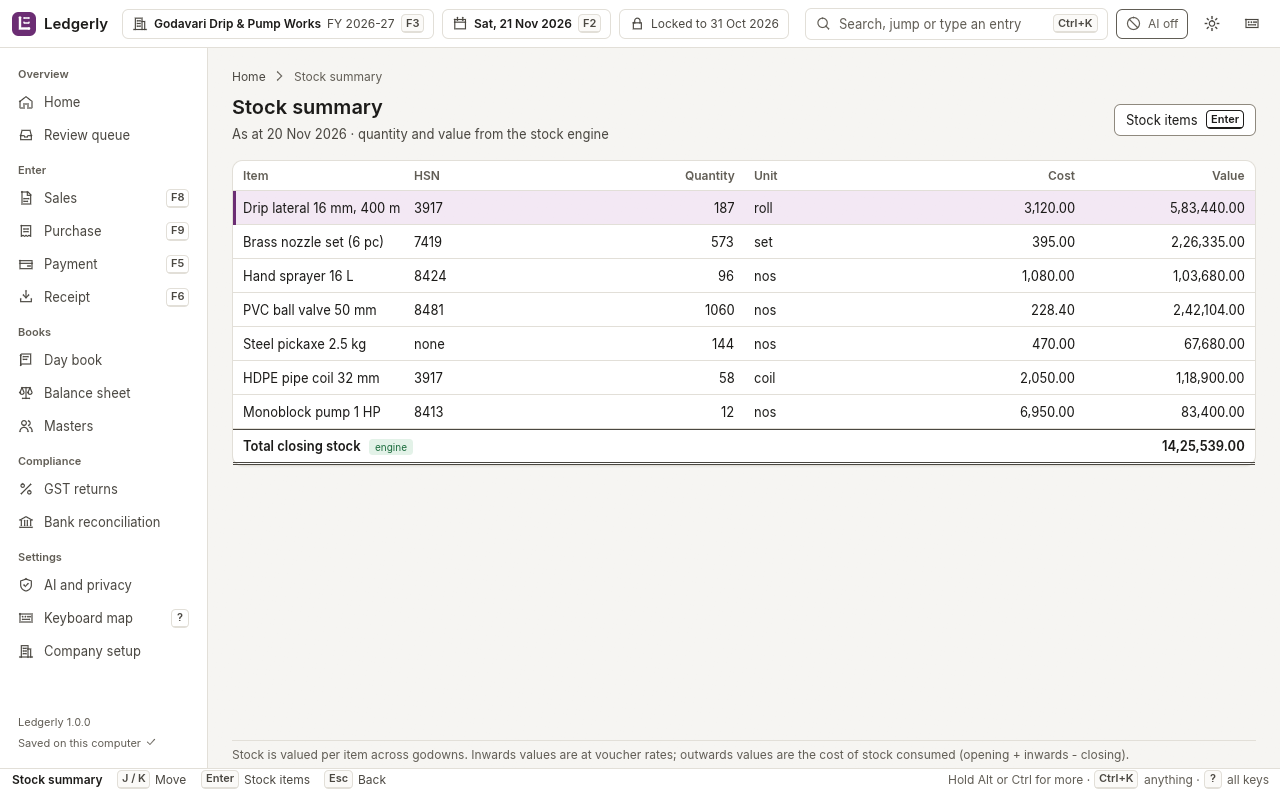 Ledgerly Godavari Drip & Pump Works FY 2026-27 F3 Sat, 21 Nov 2026 F2 Locked to 31 Oct 2026 Search, jump or type an entry Ctrl+K AI off
Overview
Home
Review queue
Enter
Sales F8
Purchase F9
Payment F5
Receipt F6
Books
Day book
Balance sheet
Masters
Compliance
GST returns
Bank reconciliation
Settings
AI and privacy
Keyboard map ?
Company setup
Ledgerly 1.0.0
Saved on this computer
Home Stock summary
Stock summary
As at 20 Nov 2026 · quantity and value from the stock engine
Stock items Enter
Item HSN Quantity Unit Cost Value
Drip lateral 16 mm, 400 m 3917 187 roll 3,120.00 5,83,440.00
Brass nozzle set (6 pc) 7419 573 set 395.00 2,26,335.00
Hand sprayer 16 L 8424 96 nos 1,080.00 1,03,680.00
PVC ball valve 50 mm 8481 1060 nos 228.40 2,42,104.00
Steel pickaxe 2.5 kg none 144 nos 470.00 67,680.00
HDPE pipe coil 32 mm 3917 58 coil 2,050.00 1,18,900.00
Monoblock pump 1 HP 8413 12 nos 6,950.00 83,400.00
Total closing stock engine 14,25,539.00
Stock is valued per item across godowns. Inwards values are at voucher rates; outwards values are the cost of stock consumed (opening + inwards - closing).
Stock summary J / K Move Enter Stock items Esc Back Hold Alt or Ctrl for more · Ctrl+K anything · ? all keys